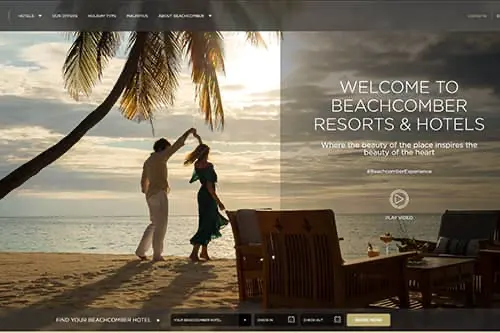 HOTELS OUR OFFERS HOLIDAY TYPE MAURITIUS ABOUT BEACHCOMBER
WELCOME TO
BEACHCOMBER
RESORTS & HOTELS
Where the beauty of the place inspires the
beauty of the heart
#BeachcomberExperience
PLAY VIDEO
FIND YOUR BEACHCOMBER HOTEL YOUR BEACHCOMBER HOTEL CHECK-IN CHECK-OUT BOOK NOW